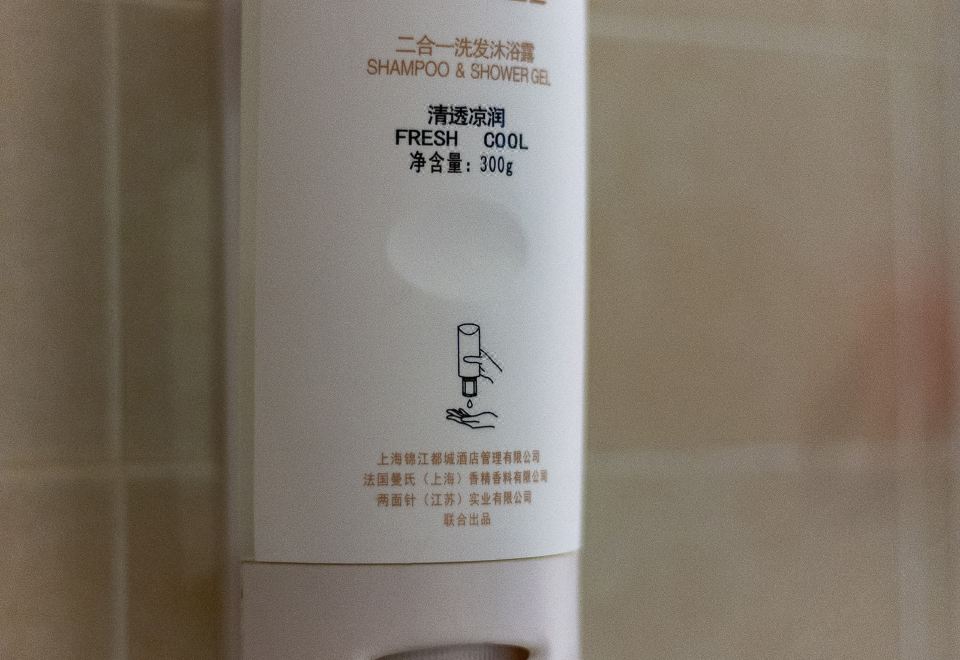 二合一洗发沐浴露
SHAMPOO & SHOWER GEL
清透凉润
FRESH COOL
净含量：300g
上海锦江都城酒店管理有限公司
法国曼氏（上海）香精香料有限公司
两面针（江苏）实业有限公司
联合出品